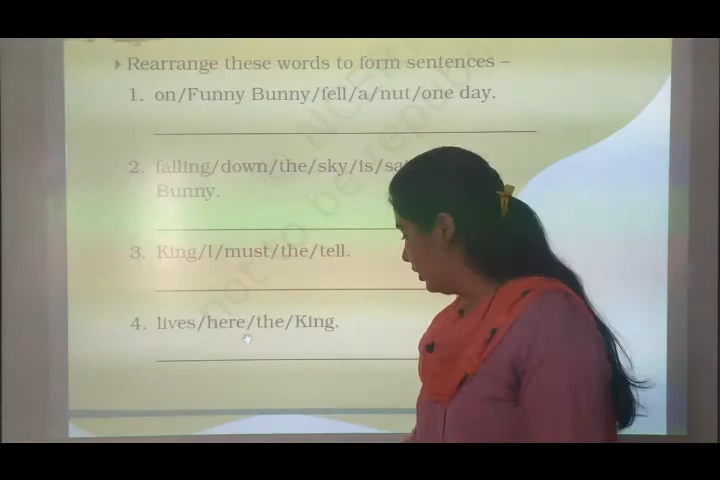 Rearrange these words to form sentences –
1. on/Funny Bunny/fell/a/nut/one day.
2. falling/down/the/sky/is/sa
Bunny.
3. King/I/must/the/tell.
4. lives/here/the/King.